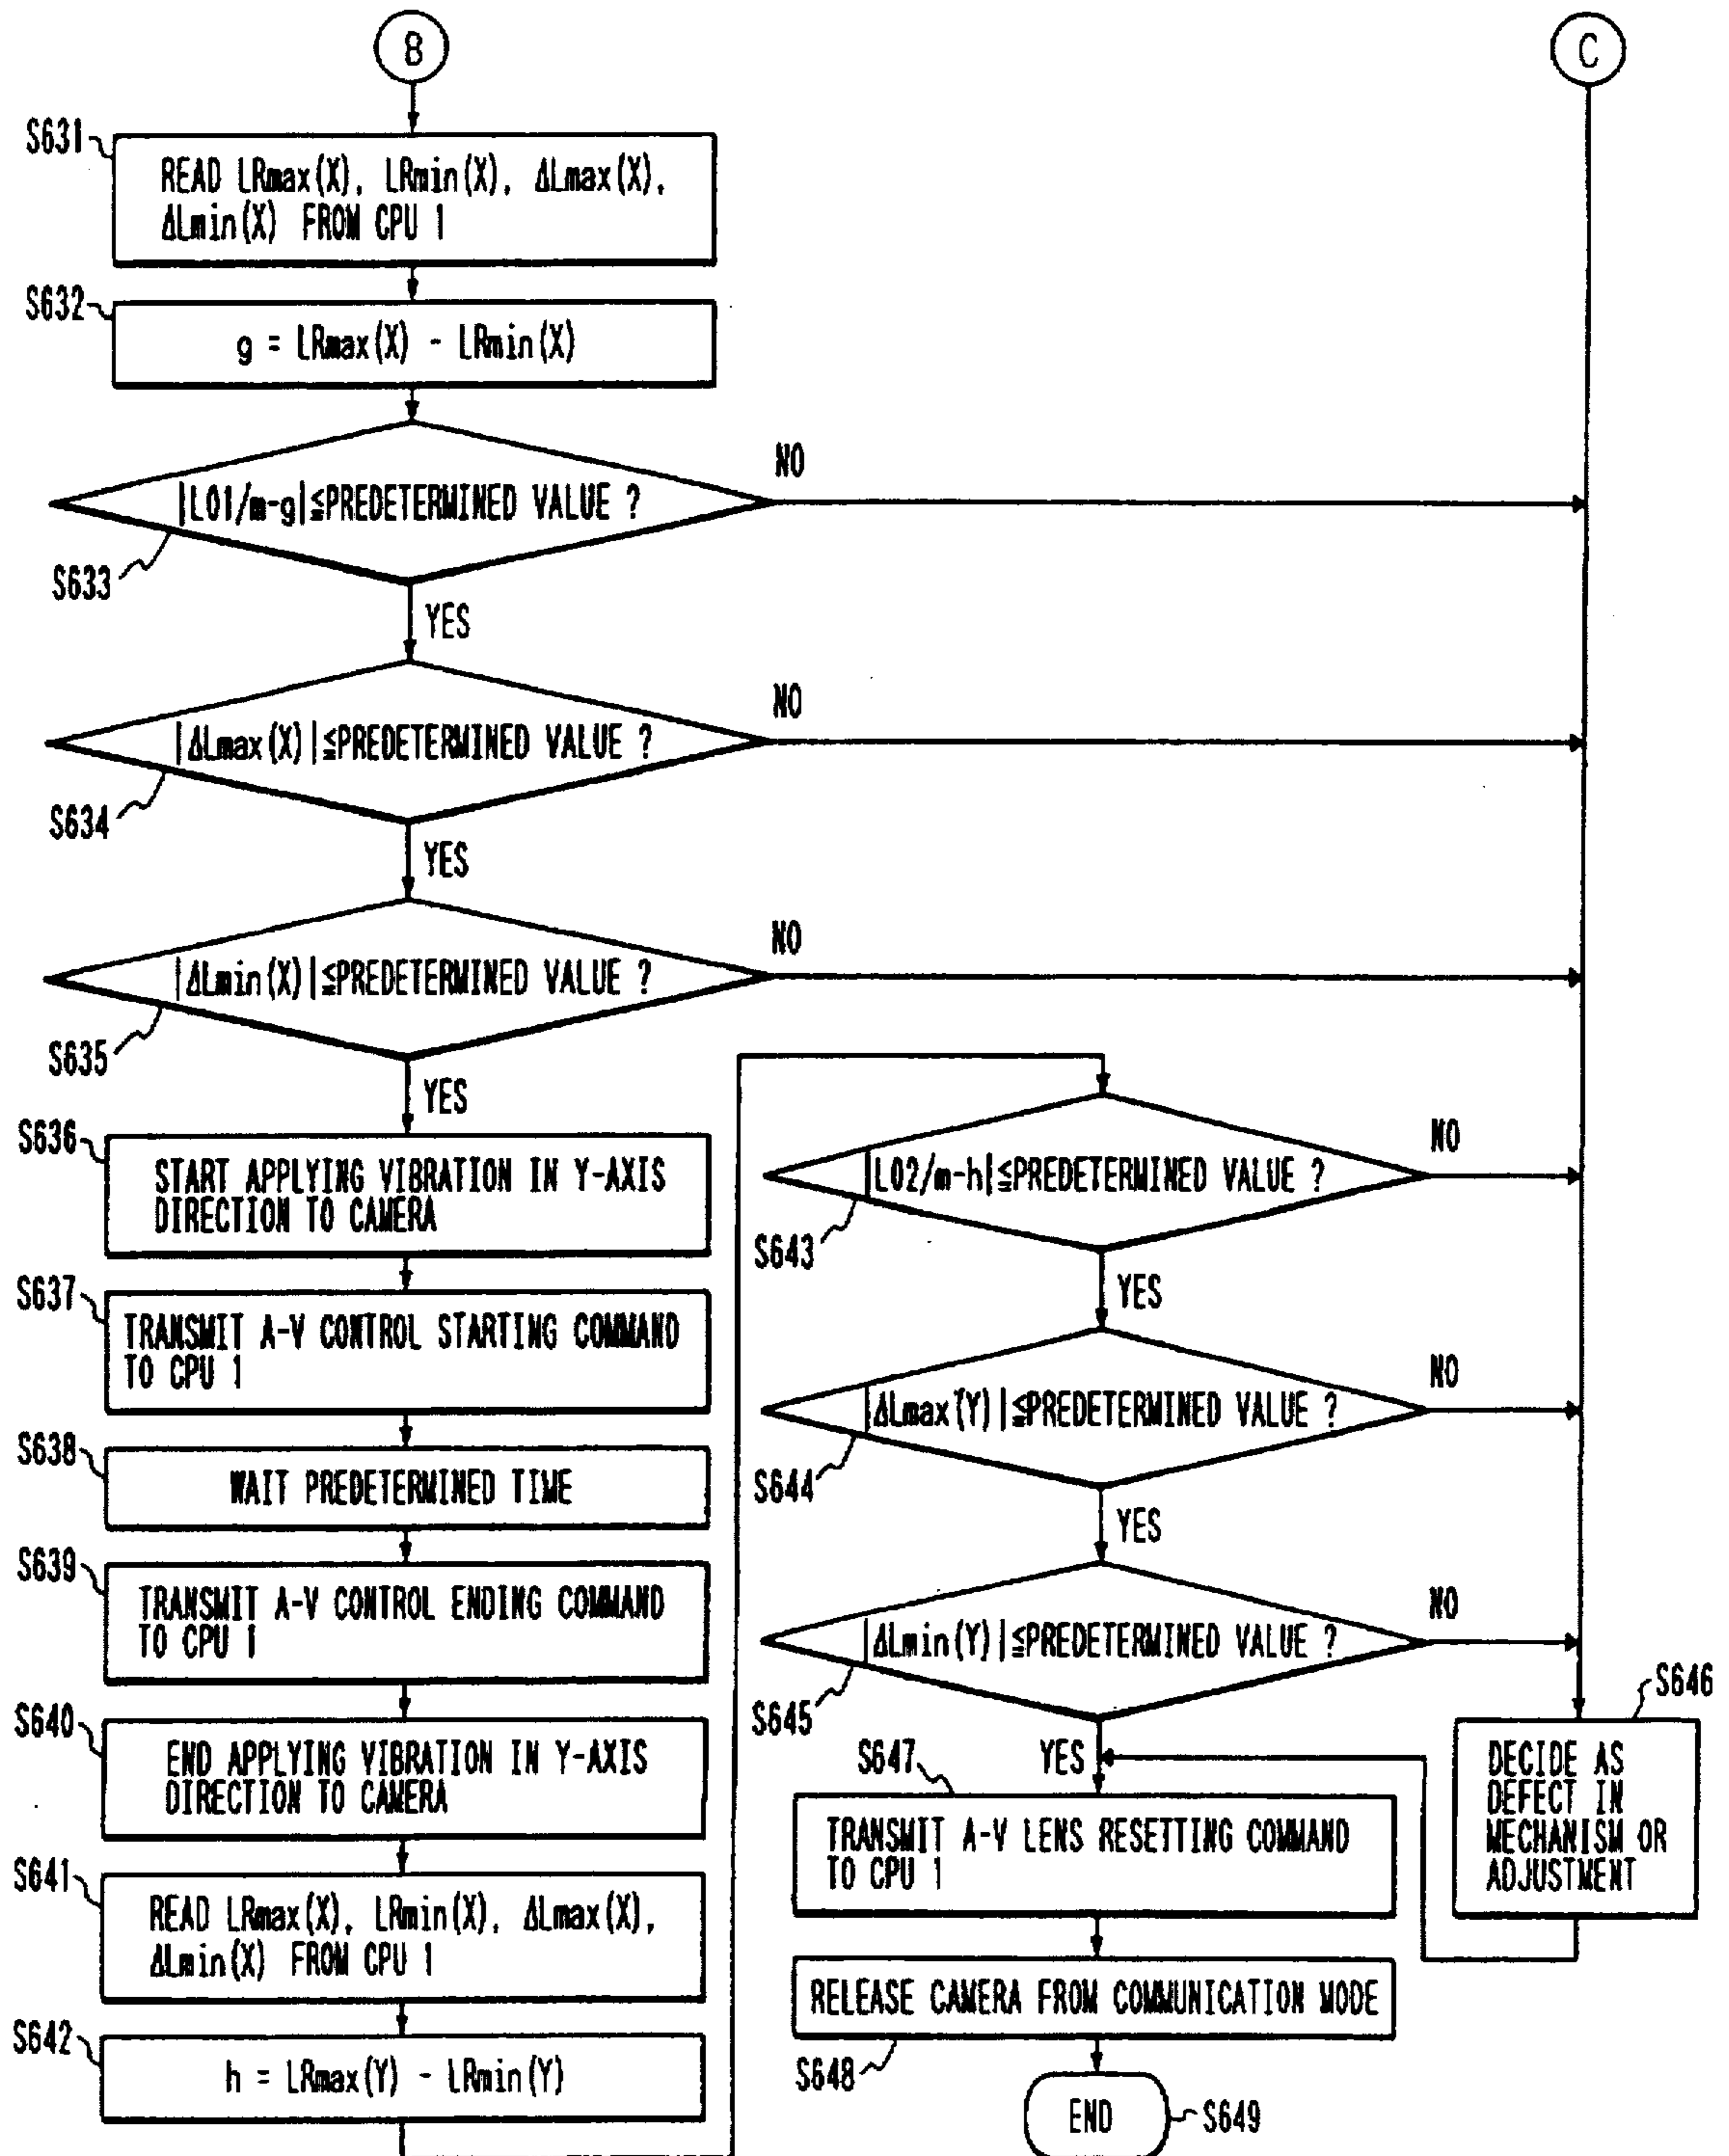 B
C
S631
READ LRmax(X), LRmin(X), ΔLmax(X),
ΔLmin(X) FROM CPU 1
S632
g = LRmax(X) - LRmin(X)
|L01/m-g|≦PREDETERMINED VALUE ?
NO
S633
YES
|ΔLmax(X)|≦PREDETERMINED VALUE ?
NO
S634
YES
|ΔLmin(X)|≦PREDETERMINED VALUE ?
NO
S635
YES
S636
START APPLYING VIBRATION IN Y-AXIS
DIRECTION TO CAMERA
S637
TRANSMIT A-V CONTROL STARTING COMMAND
TO CPU 1
S638
WAIT PREDETERMINED TIME
S639
TRANSMIT A-V CONTROL ENDING COMMAND
TO CPU 1
S640
END APPLYING VIBRATION IN Y-AXIS
DIRECTION TO CAMERA
S641
READ LRmax(X), LRmin(X), ΔLmax(X),
ΔLmin(X) FROM CPU 1
S642
h = LRmax(Y) - LRmin(Y)
|L02/m-h|≦PREDETERMINED VALUE ?
NO
S643
YES
|ΔLmax(Y)|≦PREDETERMINED VALUE ?
NO
S644
YES
|ΔLmin(Y)|≦PREDETERMINED VALUE ?
NO
S645
YES
S646
DECIDE AS
DEFECT IN
MECHANISM OR
ADJUSTMENT
S647
TRANSMIT A-V LENS RESETTING COMMAND
TO CPU 1
RELEASE CAMERA FROM COMMUNICATION MODE
S648
END
S649